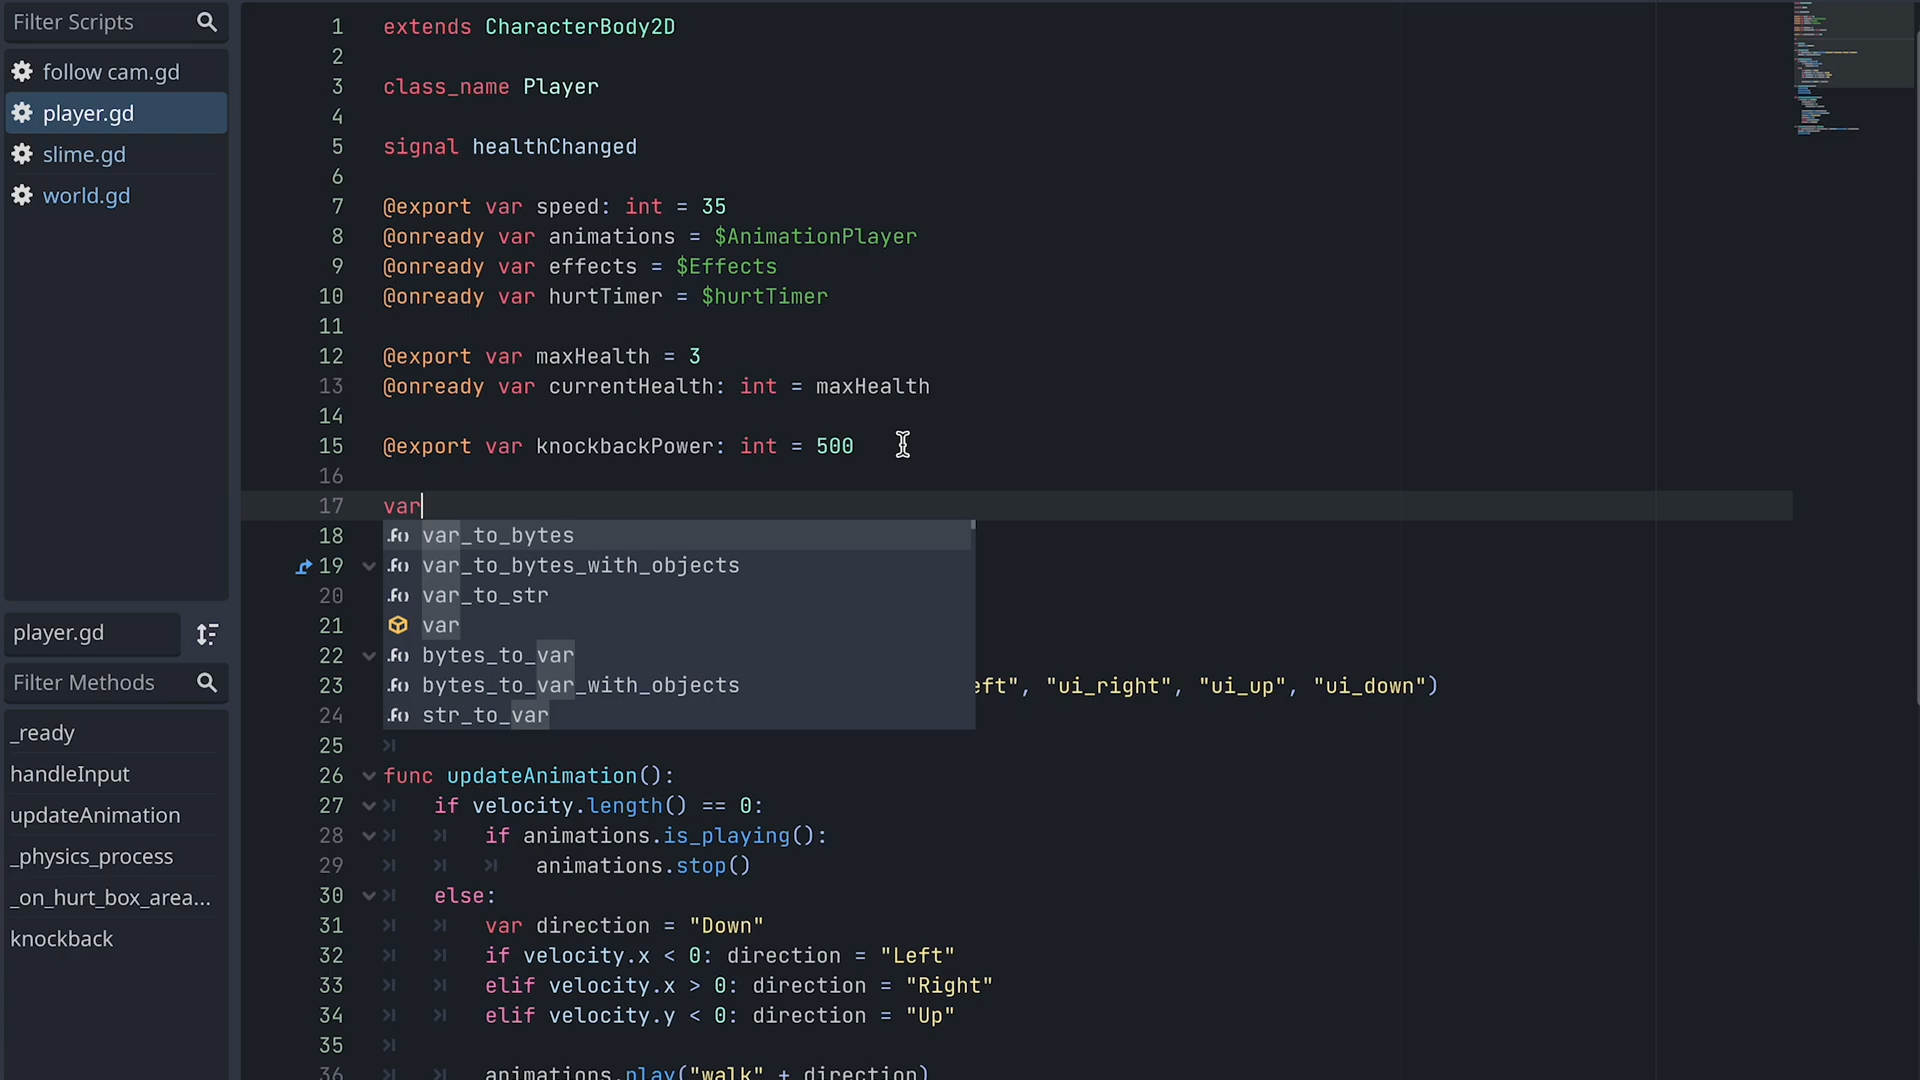 Filter Scripts
follow cam.gd
player.gd
slime.gd
world.gd
player.gd
Filter Methods
_ready
handleInput
updateAnimation
_physics_process
_on_hurt_box_area...
knockback
1 extends CharacterBody2D
2
3 class_name Player
4
5 signal healthChanged
6
7 @export var speed: int = 35
8 @onready var animations = $AnimationPlayer
9 @onready var effects = $Effects
10 @onready var hurtTimer = $hurtTimer
11
12 @export var maxHealth = 3
13 @onready var currentHealth: int = maxHealth
14
15 @export var knockbackPower: int = 500
16
17 var
18 var_to_bytes
19 var_to_bytes_with_objects
20 var_to_str
21 var
22 bytes_to_var
23 bytes_to_var_with_objects eft", "ui_right", "ui_up", "ui_down")
24 str_to_var
25
26 func updateAnimation():
27 if velocity.length() == 0:
28 if animations.is_playing():
29 animations.stop()
30 else:
31 var direction = "Down"
32 if velocity.x < 0: direction = "Left"
33 elif velocity.x > 0: direction = "Right"
34 elif velocity.y < 0: direction = "Up"
35
36 animations.play("walk" + direction)